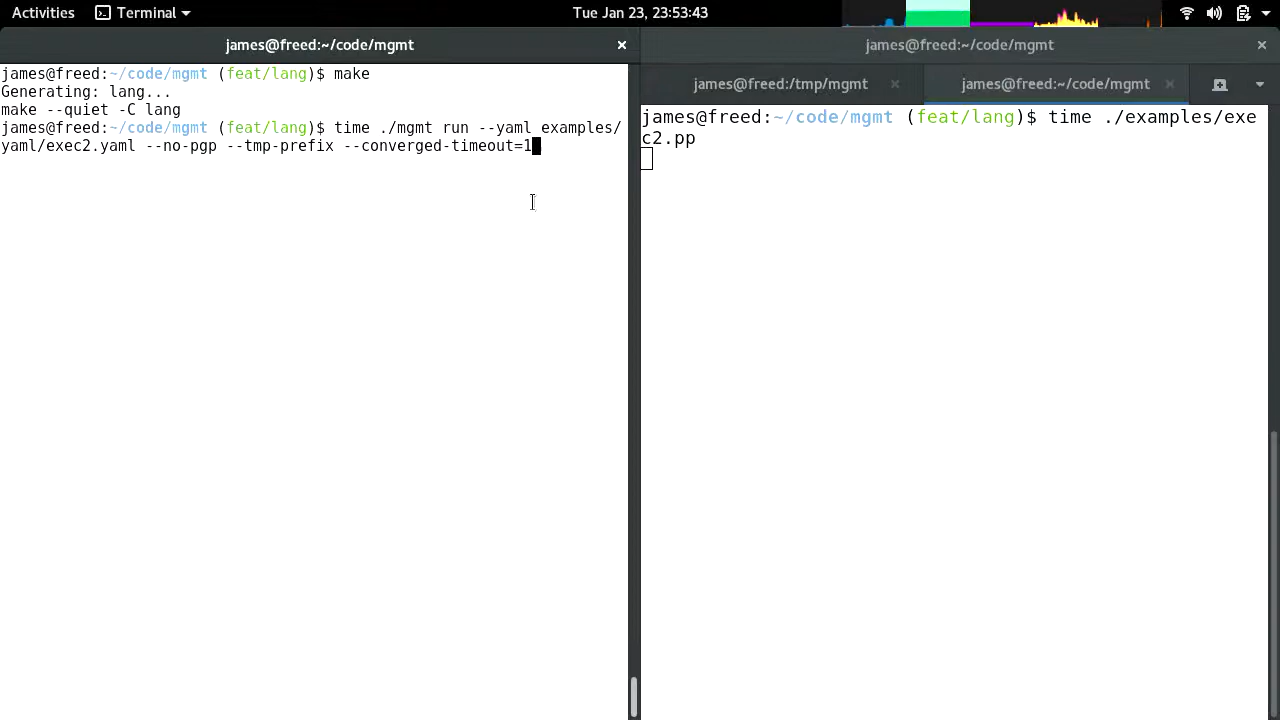 Activities Terminal Tue Jan 23, 23:53:43
james@freed:~/code/mgmt ×
james@freed:~/code/mgmt (feat/lang)$ make
Generating: lang...
make --quiet -C lang
james@freed:~/code/mgmt (feat/lang)$ time ./mgmt run --yaml examples/
yaml/exec2.yaml --no-pgp --tmp-prefix --converged-timeout=1
james@freed:~/code/mgmt ×
james@freed:/tmp/mgmt × james@freed:~/code/mgmt ×
james@freed:~/code/mgmt (feat/lang)$ time ./examples/exe
c2.pp